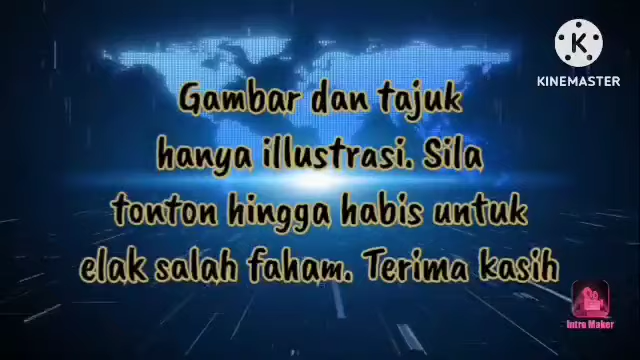 KINEMASTER
Gambar dan tajuk
hanya illustrasi. Sila
tonton hingga habis untuk
elak salah faham. Terima kasih
Intro Maker